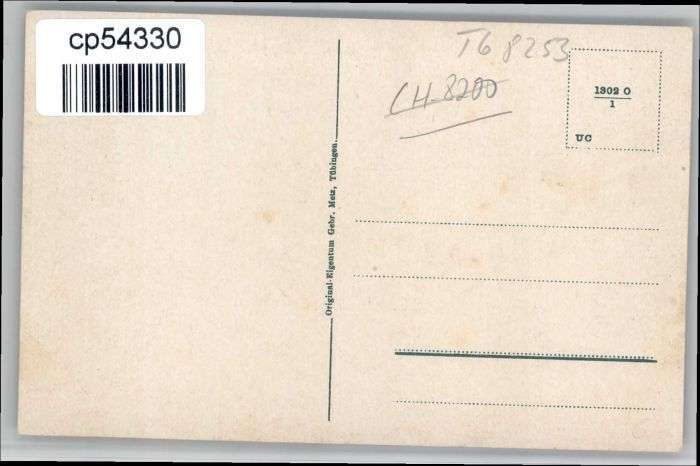 cp54330
TG 8253
CH-8200
1302 O
1
UC
Original-Eigentum Gebr. Metz, Tübingen.